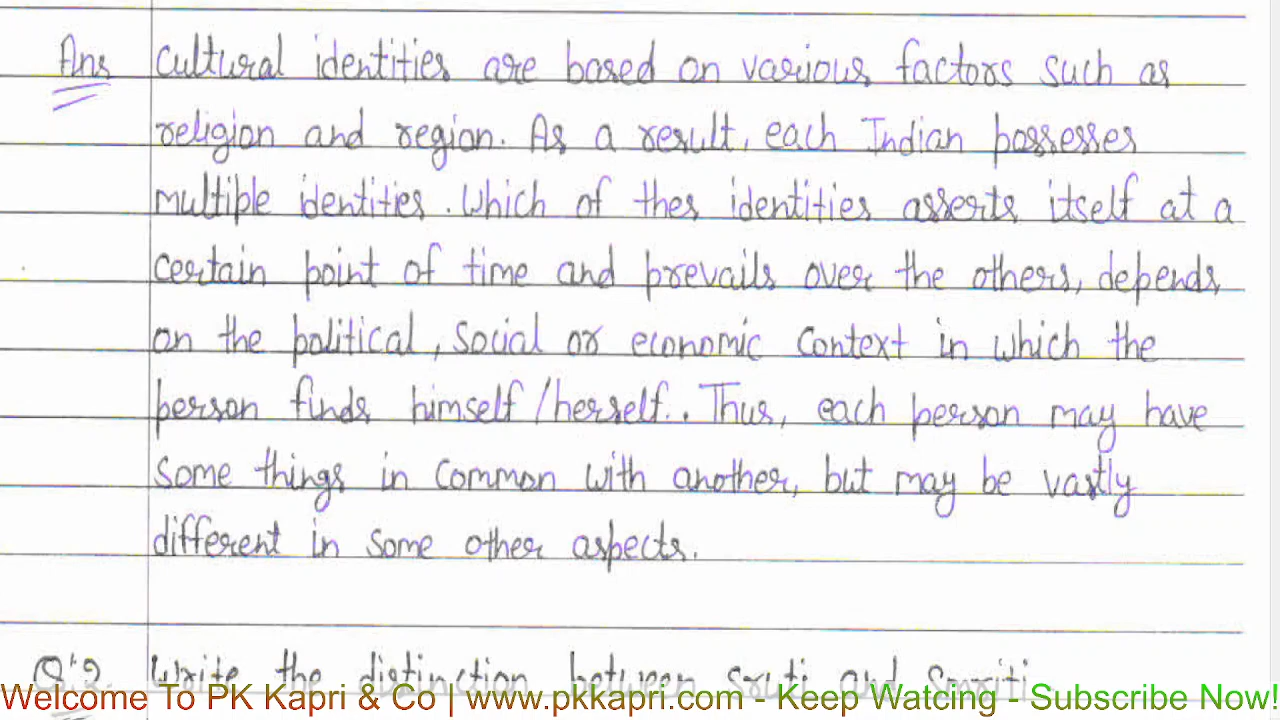 Ans Cultural identities are based on various factors such as
religion and region. As a result, each Indian possesses
multiple identities. Which of thes identities asserts itself at a
certain point of time and prevails over the others, depends
on the political, social or economic context in which the
person finds himself/herself. Thus, each person may have
some things in common with another, but may be vastly
different in some other aspects.
Write the distinction between sruti and smriti
Welcome To PK Kapri & Co | www.pkkapri.com - Keep Watcing - Subscribe Now!